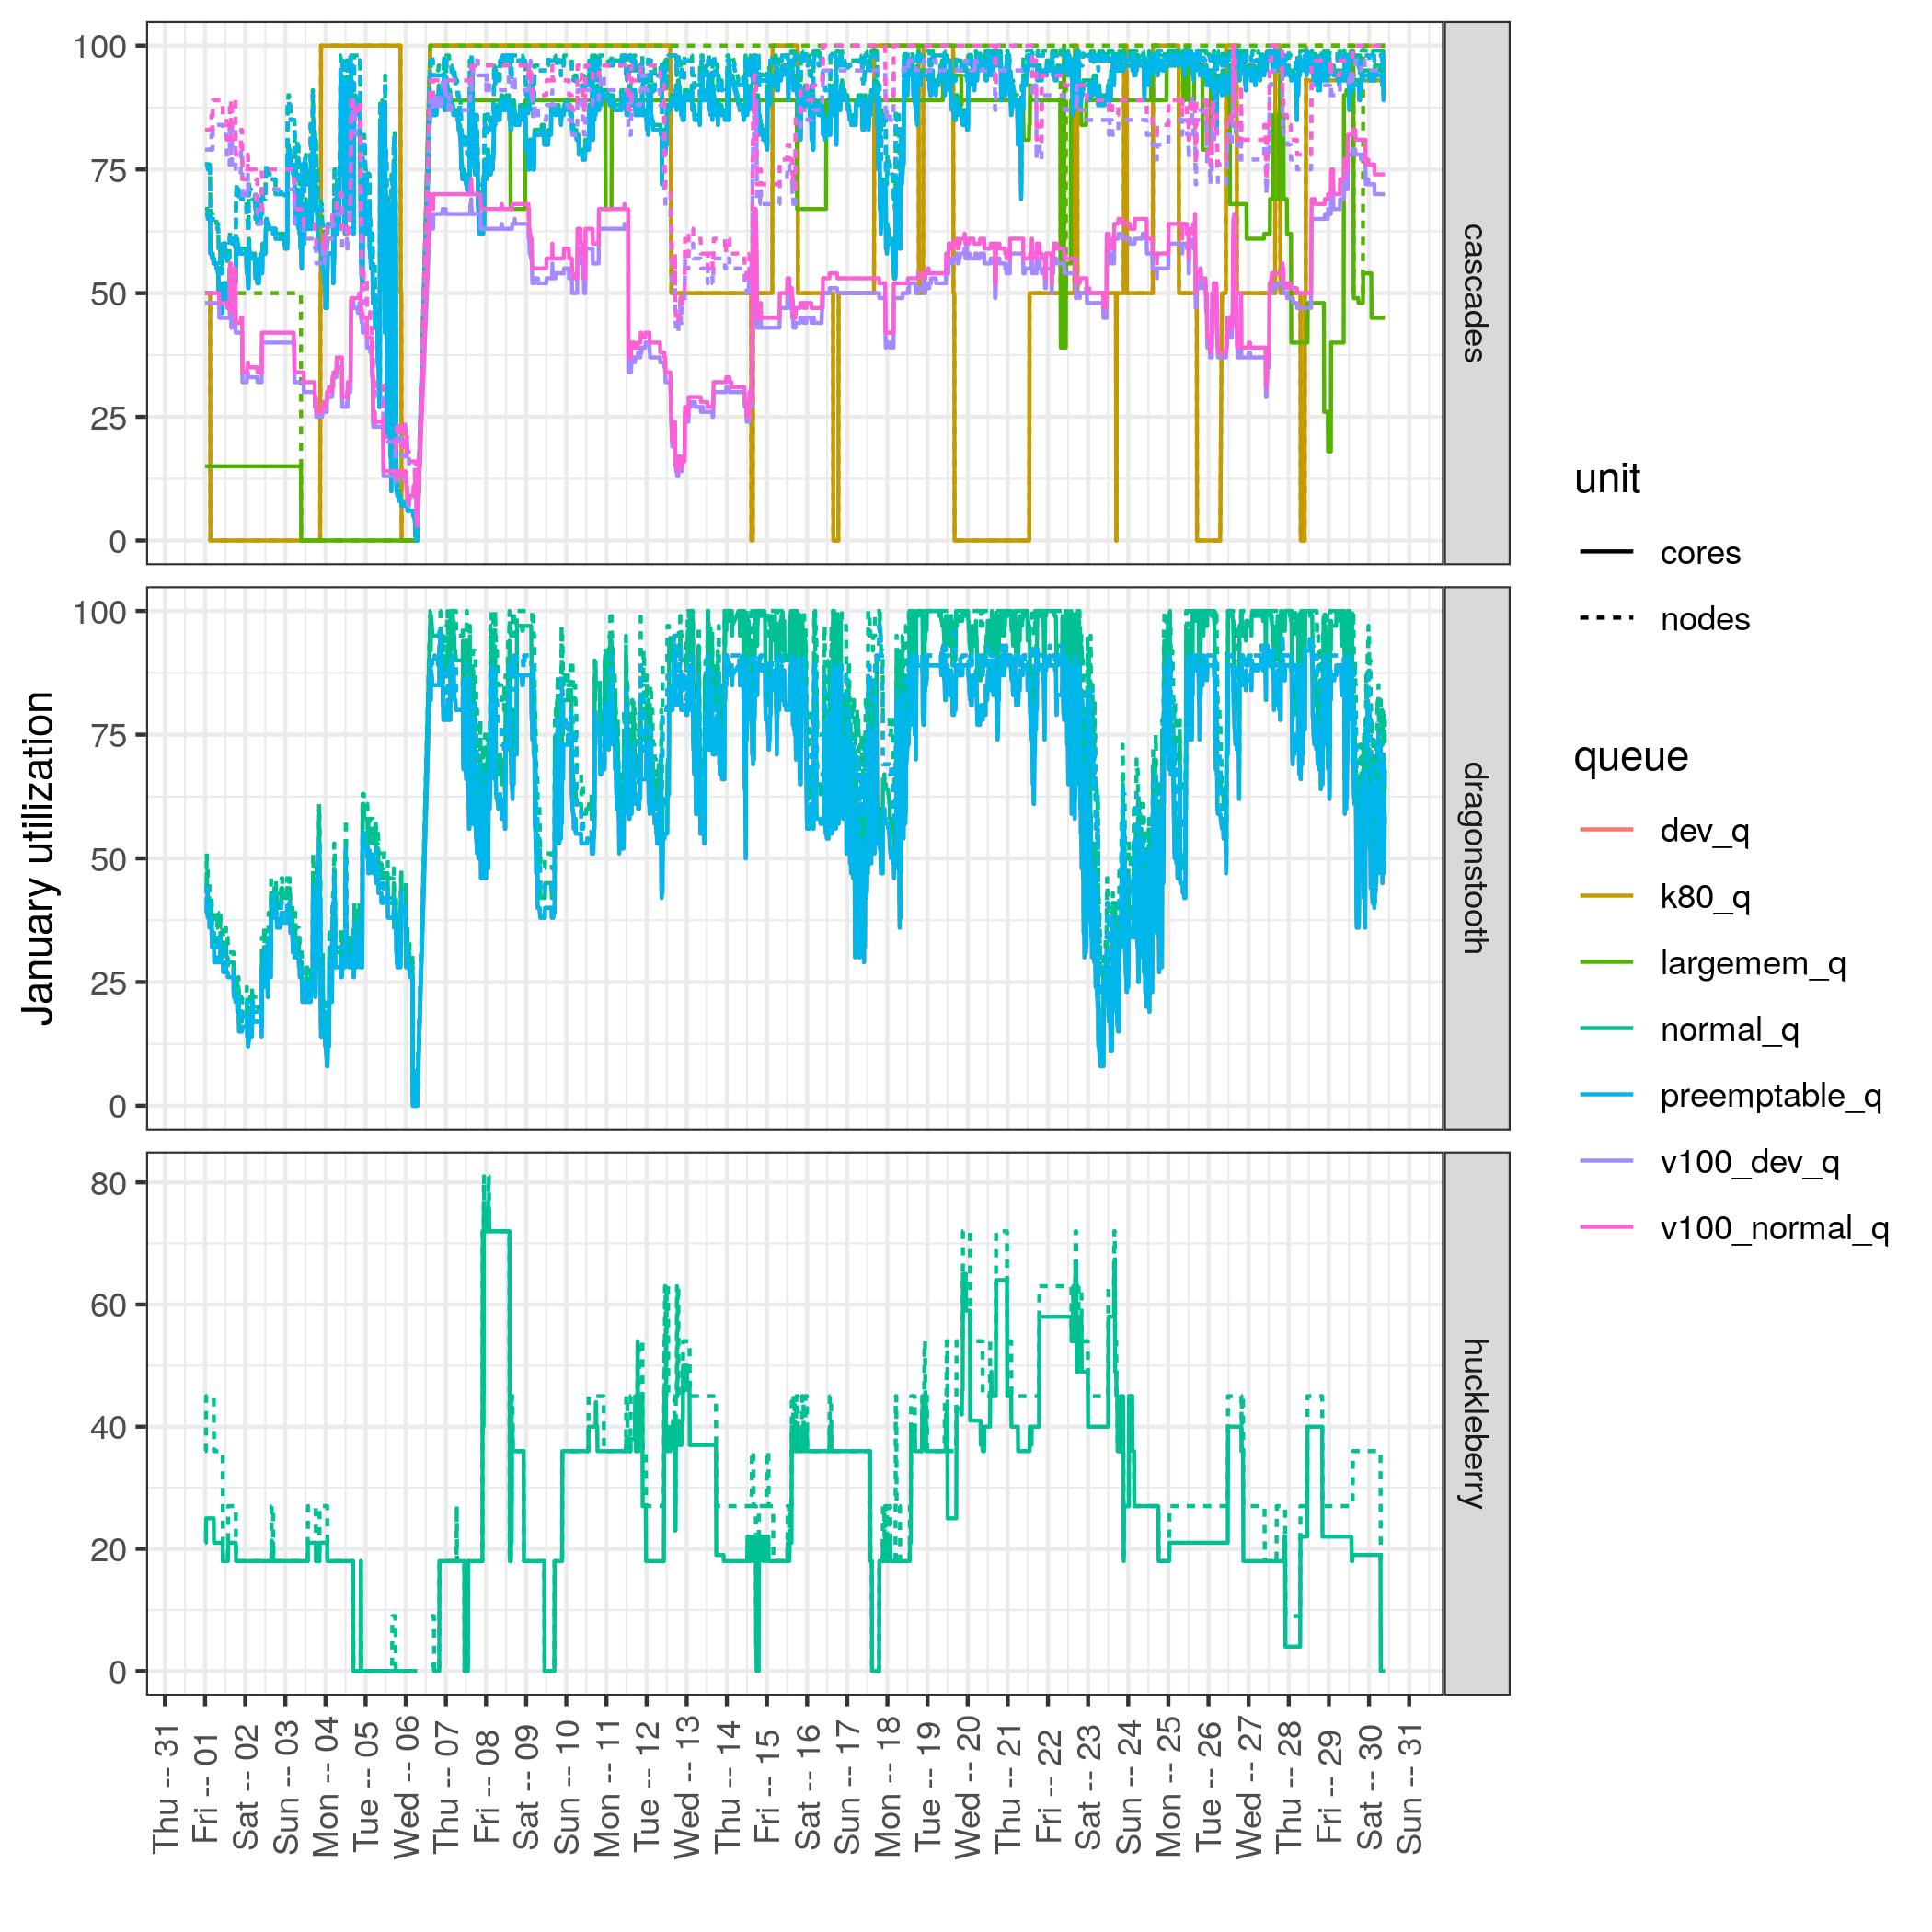 January utilization
100
75
50
25
0
cascades
100
75
50
25
0
dragonstooth
80
60
40
20
0
huckleberry
Thu -- 31
Fri -- 01
Sat -- 02
Sun -- 03
Mon -- 04
Tue -- 05
Wed -- 06
Thu -- 07
Fri -- 08
Sat -- 09
Sun -- 10
Mon -- 11
Tue -- 12
Wed -- 13
Thu -- 14
Fri -- 15
Sat -- 16
Sun -- 17
Mon -- 18
Tue -- 19
Wed -- 20
Thu -- 21
Fri -- 22
Sat -- 23
Sun -- 24
Mon -- 25
Tue -- 26
Wed -- 27
Thu -- 28
Fri -- 29
Sat -- 30
Sun -- 31
unit
cores
nodes
queue
dev_q
k80_q
largemem_q
normal_q
preemptable_q
v100_dev_q
v100_normal_q